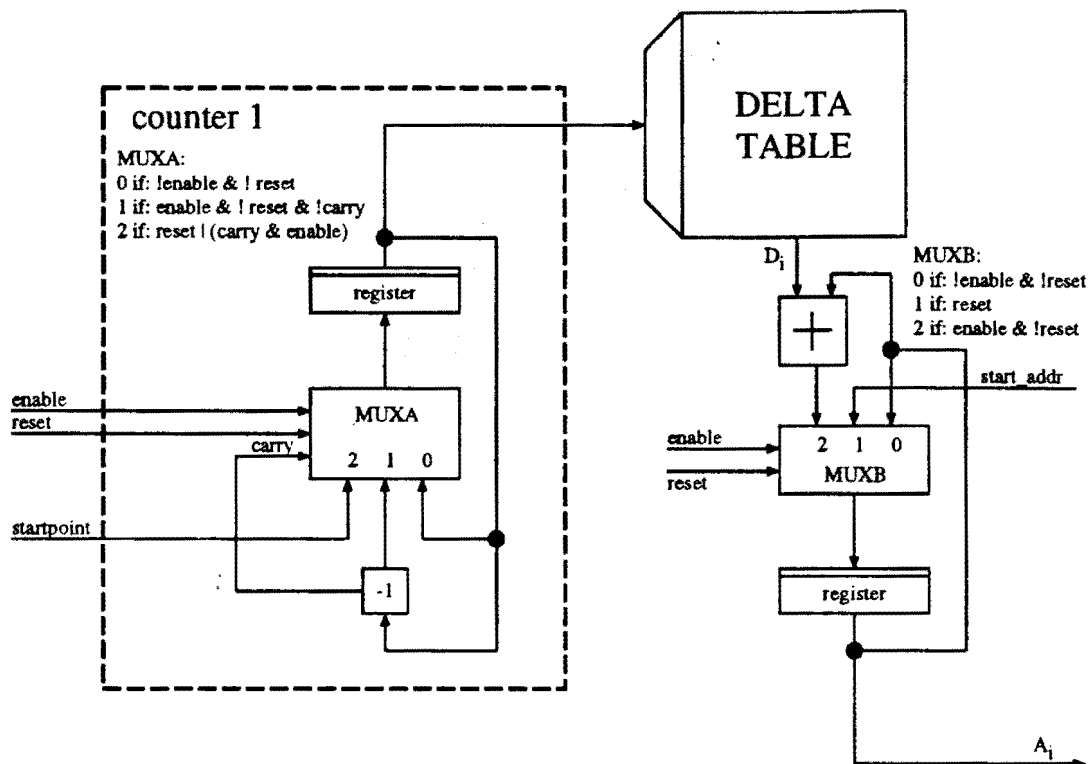 counter 1
MUXA:
0 if: !enable & ! reset
1 if: enable & ! reset & !carry
2 if: reset | (carry & enable)
register
enable
reset
carry
MUXA
2 1 0
startpoint
-1
DELTA
TABLE
Di
MUXB:
0 if: !enable & !reset
1 if: reset
2 if: enable & !reset
+
start_addr
enable
reset
2 1 0
MUXB
register
Ai